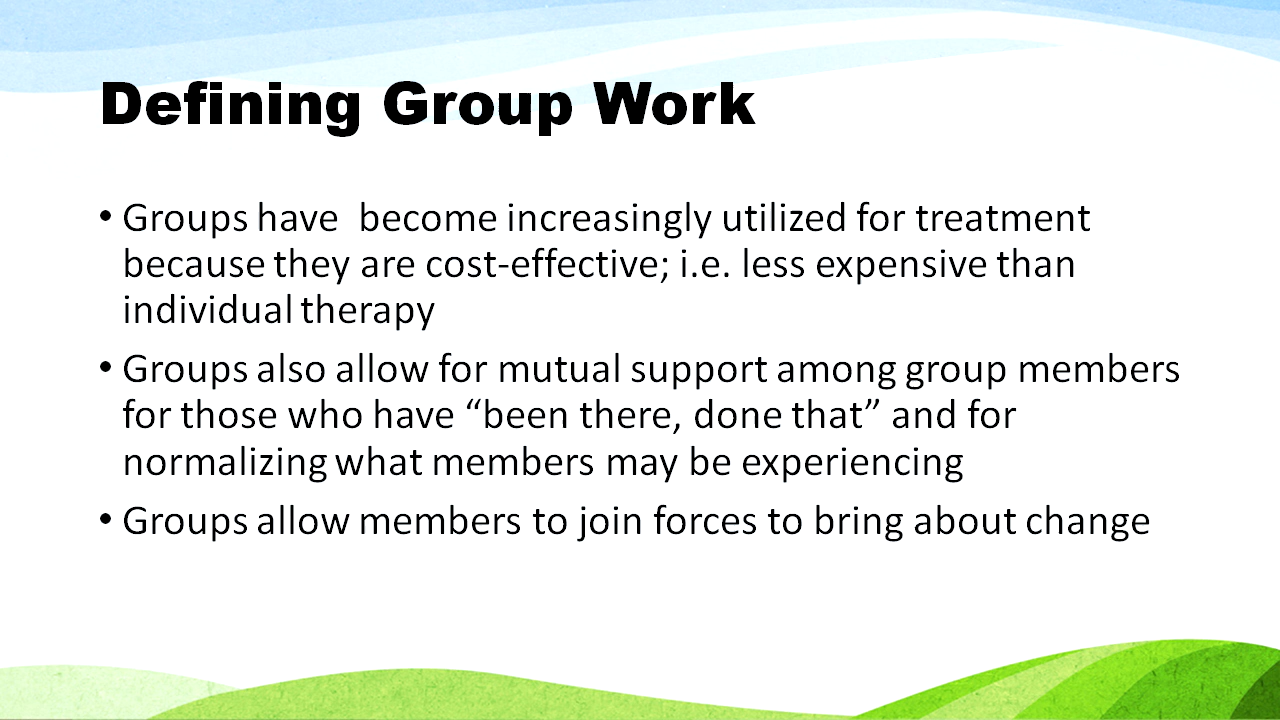 Defining Group Work
• Groups have  become increasingly utilized for treatment
because they are cost-effective; i.e. less expensive than
individual therapy
• Groups also allow for mutual support among group members
for those who have “been there, done that” and for
normalizing what members may be experiencing
• Groups allow members to join forces to bring about change